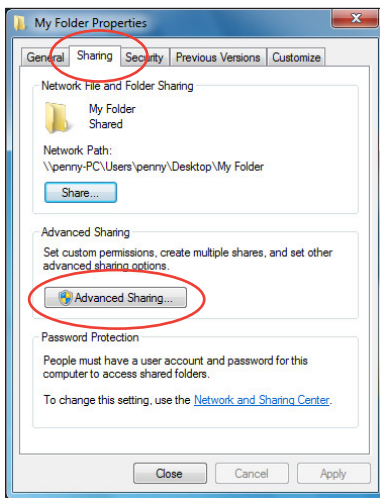 My Folder Properties
General Sharing Security Previous Versions Customize
Network File and Folder Sharing
My Folder
Shared
Network Path:
\\penny-PC\Users\penny\Desktop\My Folder
Share...
Advanced Sharing
Set custom permissions, create multiple shares, and set other
advanced sharing options.
Advanced Sharing...
Password Protection
People must have a user account and password for this
computer to access shared folders.
To change this setting, use the Network and Sharing Center.
Close Cancel Apply